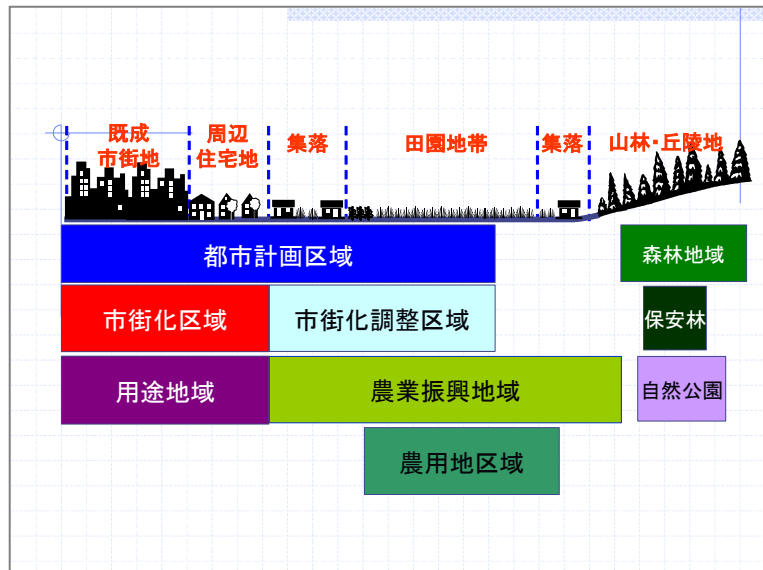 既成
市街地
周辺
住宅地
集落
田園地帯
集落
山林・丘陵地
都市計画区域
森林地域
市街化区域
市街化調整区域
保安林
用途地域
農業振興地域
自然公園
農用地区域